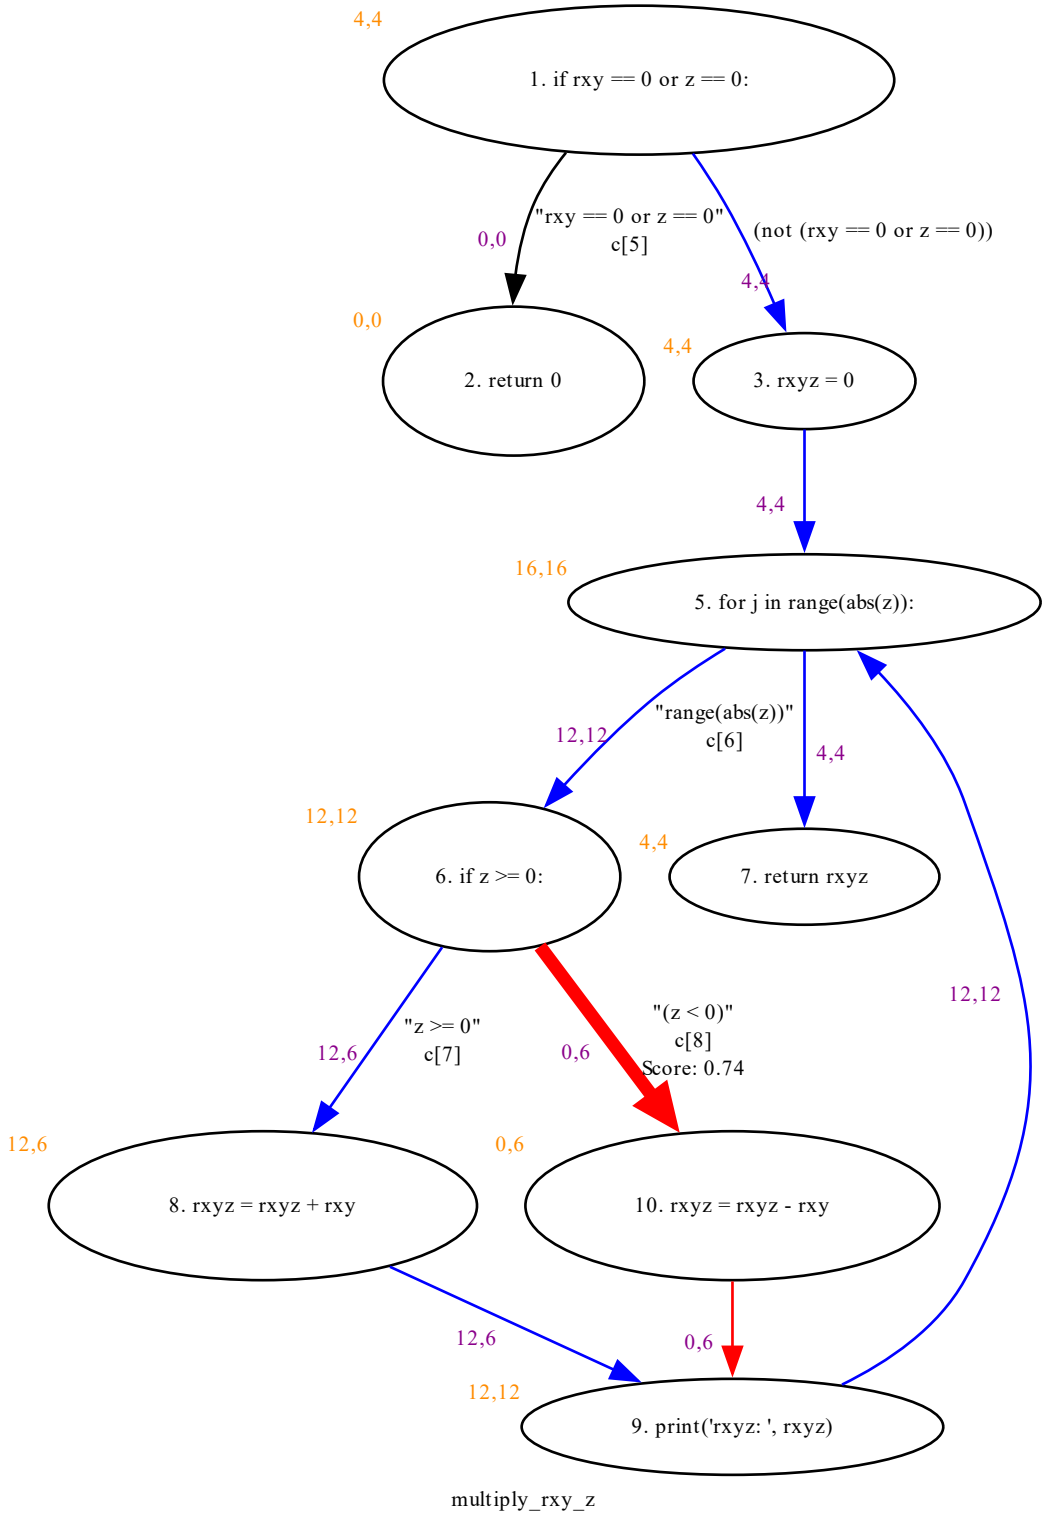 4,4
1. if rxy == 0 or z == 0:
"rxy == 0 or z == 0"
c[5]
0,0
(not (rxy == 0 or z == 0))
4,4
0,0
2. return 0
4,4
3. rxyz = 0
4,4
16,16
5. for j in range(abs(z)):
"range(abs(z))"
c[6]
12,12
4,4
12,12
6. if z >= 0:
4,4
7. return rxyz
12,12
"z >= 0"
c[7]
12,6
"(z < 0)"
c[8]
Score: 0.74
0,6
12,6
8. rxyz = rxyz + rxy
0,6
10. rxyz = rxyz - rxy
12,6
0,6
12,12
9. print('rxyz: ', rxyz)
multiply_rxy_z